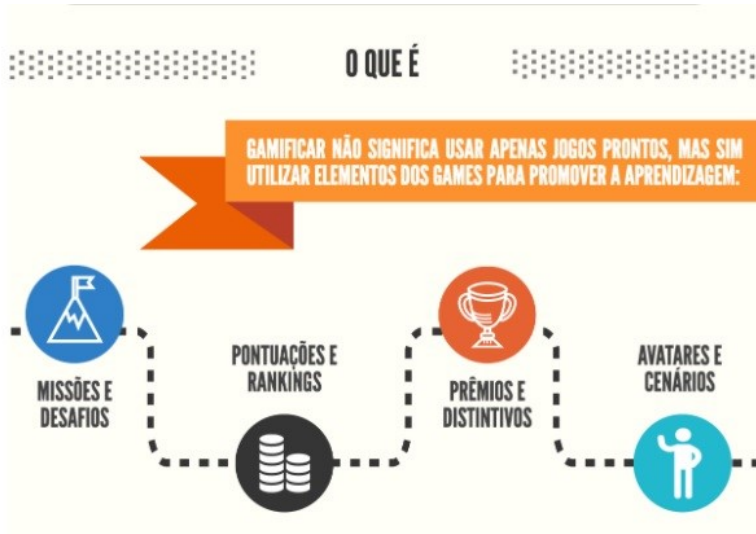 O QUE É
GAMIFICAR NÃO SIGNIFICA USAR APENAS JOGOS PRONTOS, MAS SIM
UTILIZAR ELEMENTOS DOS GAMES PARA PROMOVER A APRENDIZAGEM:
MISSÕES E
DESAFIOS
PONTUAÇÕES E
RANKINGS
PRÊMIOS E
DISTINTIVOS
AVATARES E
CENÁRIOS